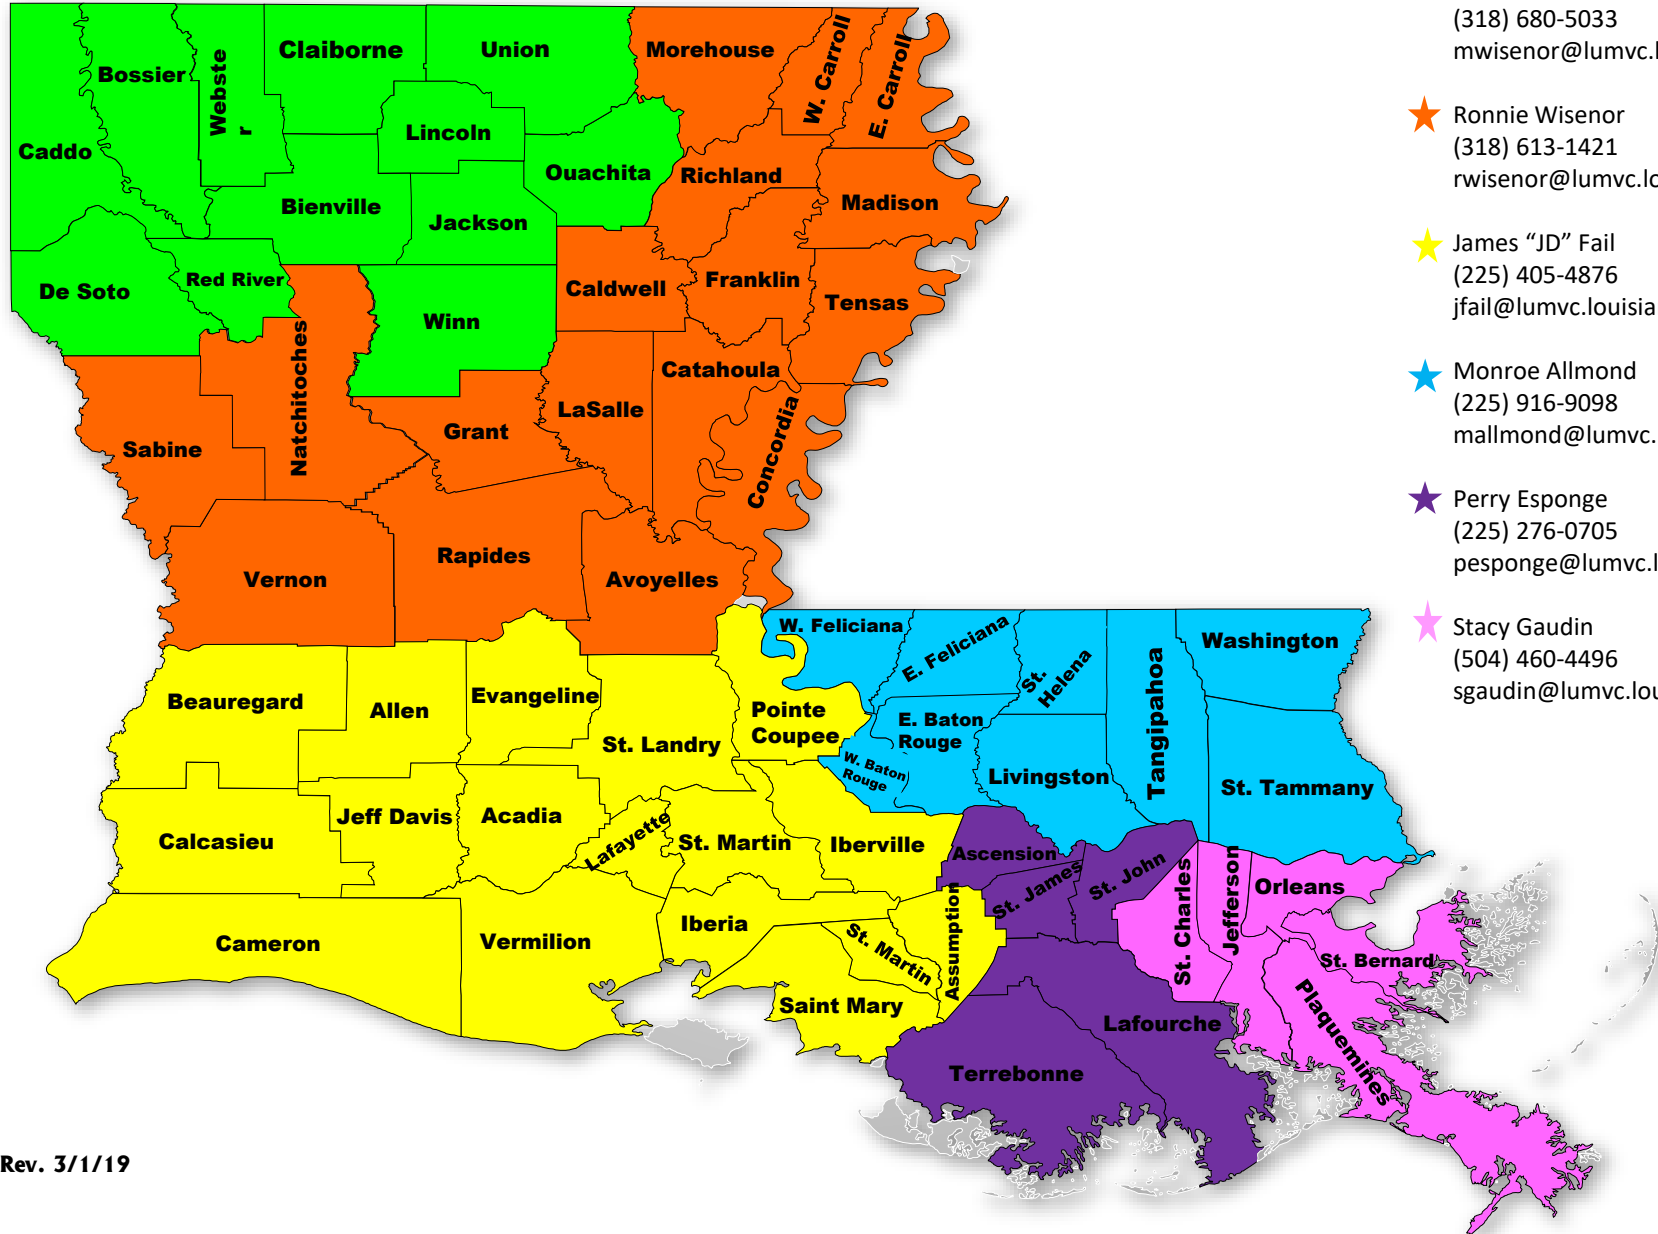 (318) 680-5033
mwisenor@lumvc.l
Ronnie Wisenor
(318) 613-1421
rwisenor@lumvc.lo
James “JD” Fail
(225) 405-4876
jfail@lumvc.louisia
Monroe Allmond
(225) 916-9098
mallmond@lumvc.
Perry Esponge
(225) 276-0705
pesponge@lumvc.l
Stacy Gaudin
(504) 460-4496
sgaudin@lumvc.lou
Caddo
Bossier
Webste
r
Claiborne
Union
Lincoln
Ouachita
Bienville
Jackson
De Soto
Red River
Winn
Morehouse
W. Carroll
E. Carroll
Richland
Madison
Caldwell
Franklin
Tensas
Natchitoches
Catahoula
LaSalle
Concordia
Sabine
Grant
Vernon
Rapides
Avoyelles
W. Feliciana
E. Feliciana
St.
Helena
Tangipahoa
Washington
E. Baton
Rouge
W. Baton
Rouge
Livingston
St. Tammany
Beauregard
Allen
Evangeline
Pointe
Coupee
St. Landry
Calcasieu
Jeff Davis
Acadia
Lafayette
St. Martin
Iberville
Cameron
Vermilion
Iberia
St. Martin
Assumption
Saint Mary
Ascension
St. James
St. John
Lafourche
Terrebonne
St. Charles
Jefferson
Orleans
St. Bernard
Plaquemines
Rev. 3/1/19